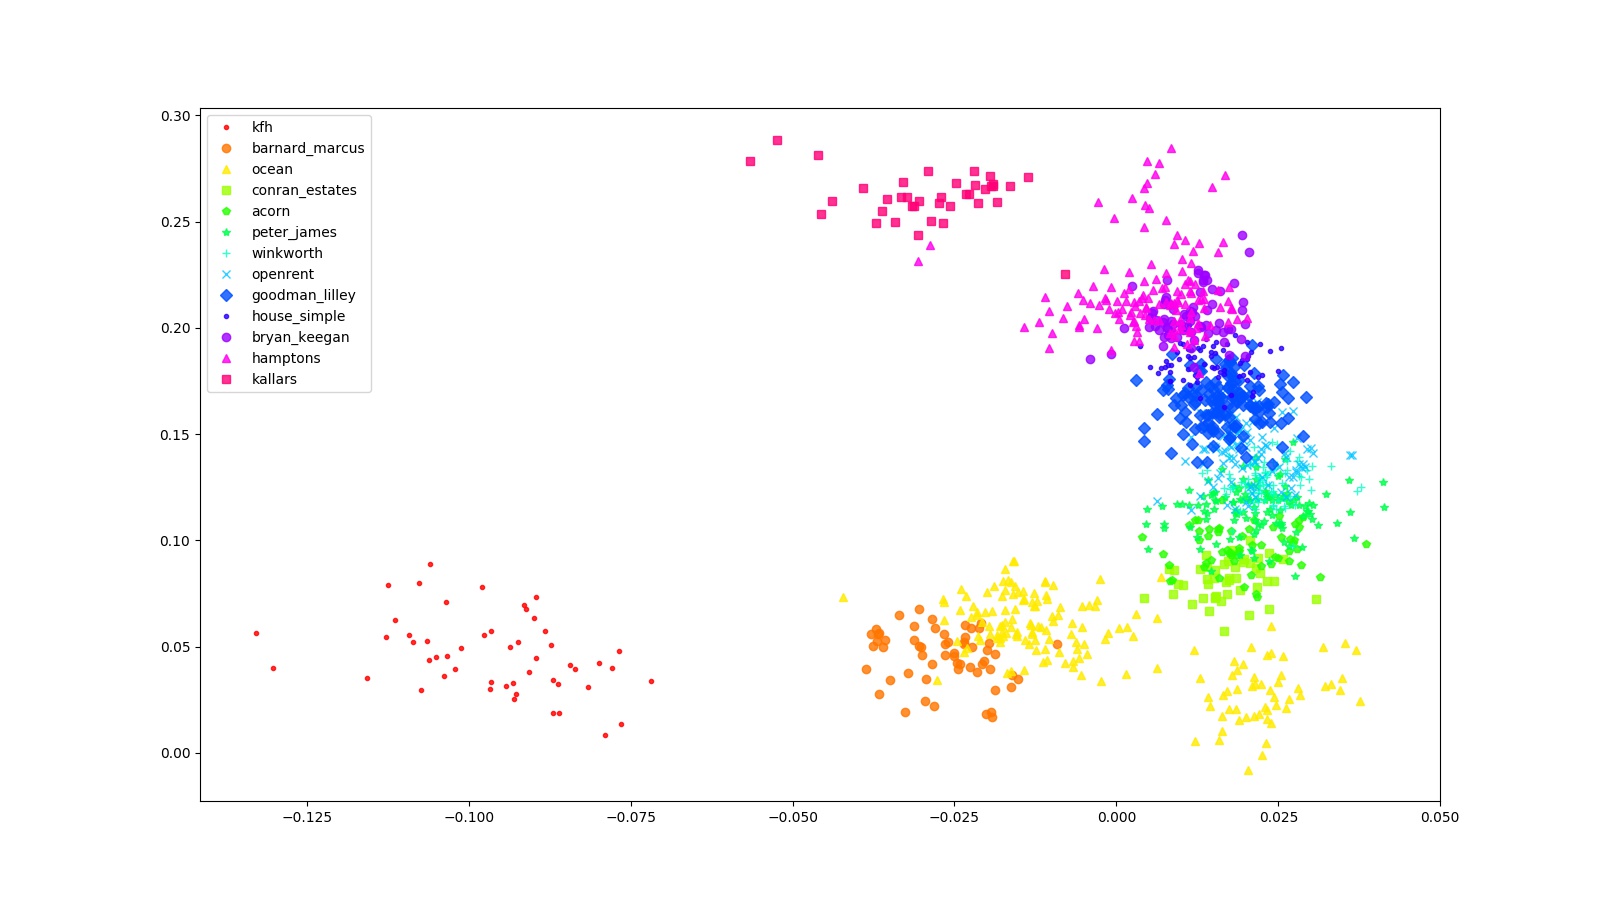 0.30
0.25
0.20
0.15
0.10
0.05
0.00
kfh
barnard_marcus
ocean
conran_estates
acorn
peter_james
winkworth
openrent
goodman_lilley
house_simple
bryan_keegan
hamptons
kallars
−0.125 −0.100 −0.075 −0.050 −0.025 0.000 0.025 0.050